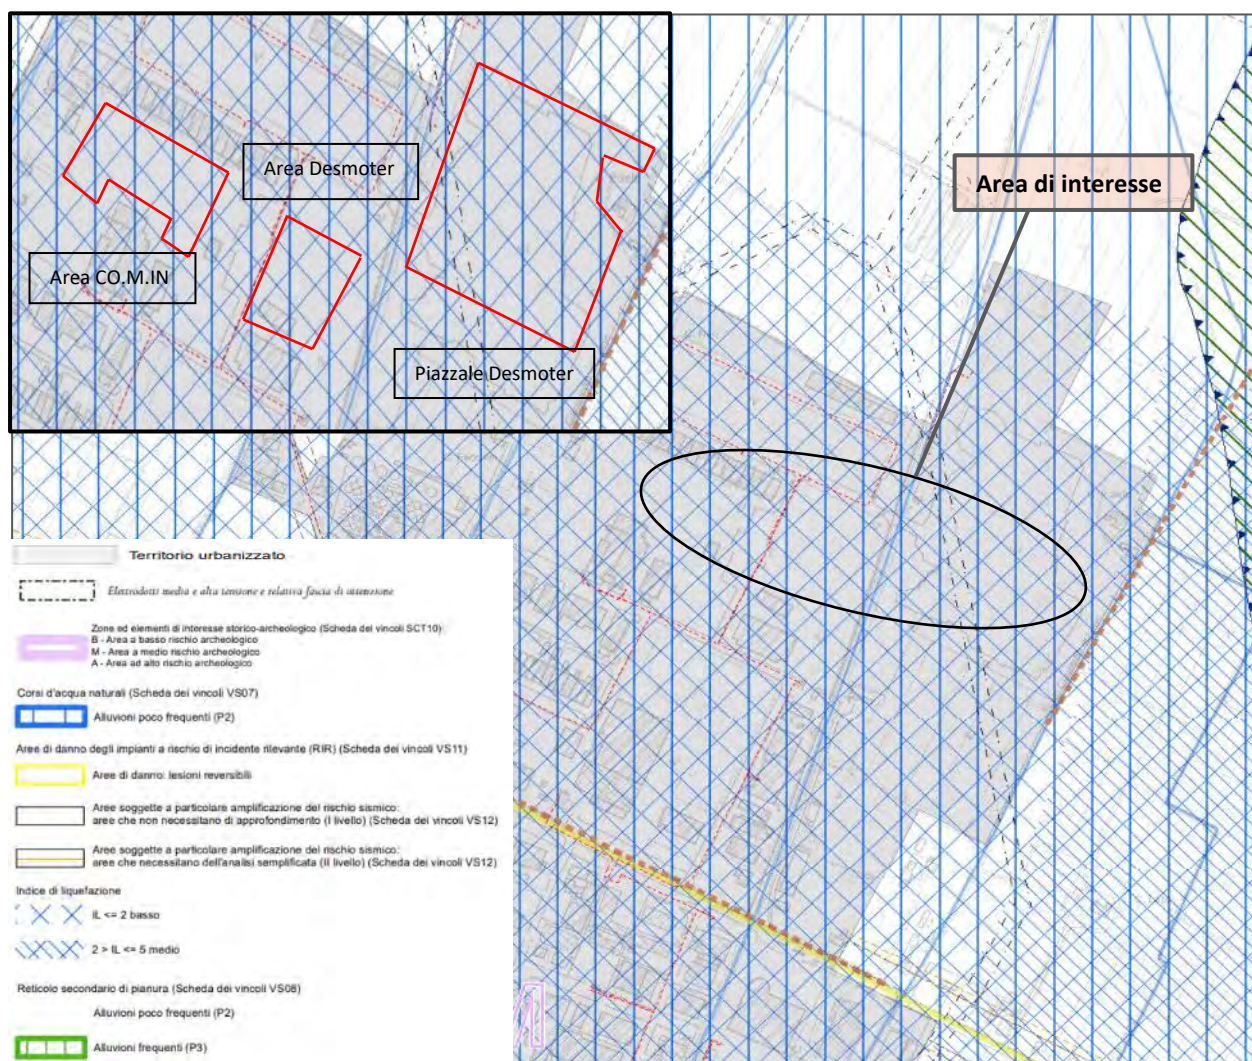 Area Desmoter
Area CO.M.IN
Piazzale Desmoter
Area di interesse
Territorio urbanizzato
Elettrodotti media e alta tensione e relativa fascia di attenzione
Zone ed elementi di interesse storico-archeologico (Scheda dei vincoli SCT10)
B - Area a basso rischio archeologico
M - Area a medio rischio archeologico
A - Area ad alto rischio archeologico
Corsi d'acqua naturali (Scheda dei vincoli VS07)
Alluvioni poco frequenti (P2)
Aree di danno degli impianti a rischio di incidente rilevante (RIR) (Scheda dei vincoli VS11)
Aree di danno: lesioni reversibili
Aree soggette a particolare amplificazione del rischio sismico:
aree che non necessitano di approfondimento (I livello) (Scheda dei vincoli VS12)
Aree soggette a particolare amplificazione del rischio sismico:
aree che necessitano dell'analisi semplificata (II livello) (Scheda dei vincoli VS12)
Indice di liquefazione
IL <= 2 basso
2 > IL <= 5 medio
Reticolo secondario di pianura (Scheda dei vincoli VS08)
Alluvioni poco frequenti (P2)
Alluvioni frequenti (P3)